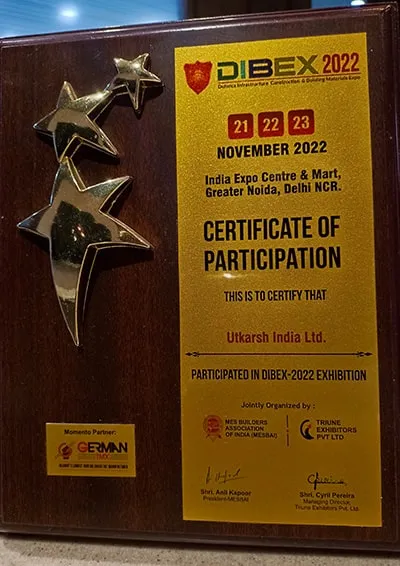 DIBEX 2022
Defence Infrastructure Construction & Building Materials Expo
21 22 23
NOVEMBER 2022
India Expo Centre & Mart,
Greater Noida, Delhi NCR.
CERTIFICATE OF
PARTICIPATION
THIS IS TO CERTIFY THAT
Utkarsh India Ltd.
PARTICIPATED IN DIBEX-2022 EXHIBITION
Jointly Organized by :
MES BUILDERS
ASSOCIATION
OF INDIA (MESBAI)
TRIUNE
EXHIBITORS
PVT LTD
Shri. Anil Kapoor
President-MESBAI
Shri. Cyril Pereira
Managing Director,
Triune Exhibitors Pvt. Ltd.
Momento Partner:
GERMAN
TMX